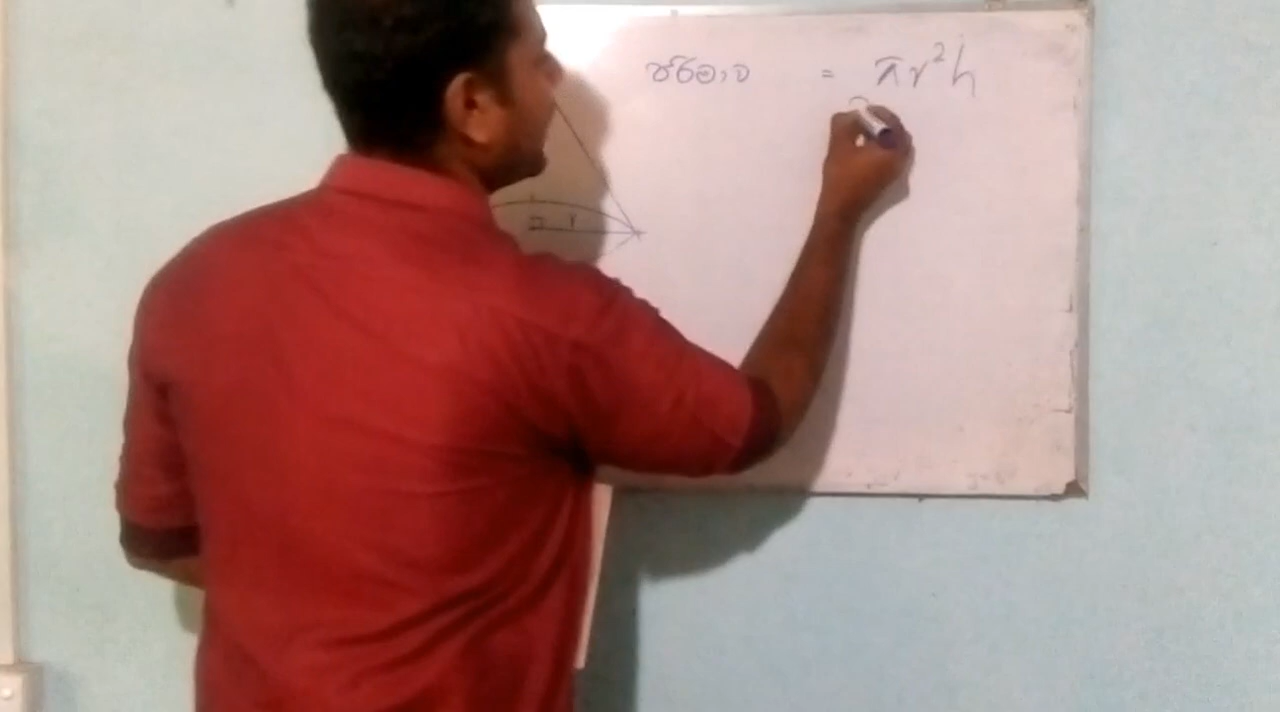 පරිමාව = πr²h
r